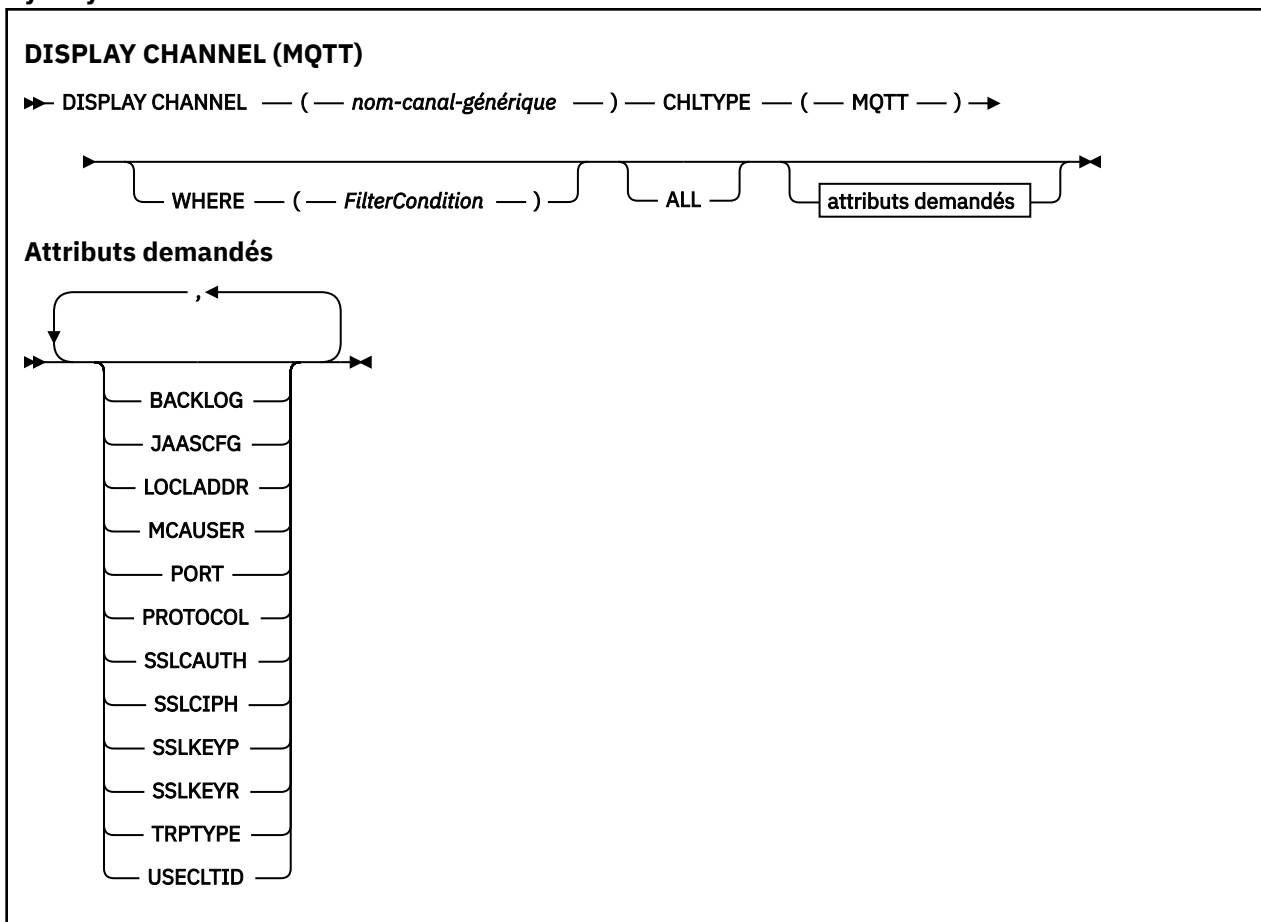 DISPLAY CHANNEL (MQTT)
DISPLAY CHANNEL ( nom-canal-générique ) CHLTYPE ( MQTT )
WHERE ( FilterCondition ) ALL attributs demandés
Attributs demandés
,
BACKLOG
JAASCFG
LOCLADDR
MCAUSER
PORT
PROTOCOL
SSLCAUTH
SSLCIPH
SSLKEYP
SSLKEYR
TRPTYPE
USECLTID